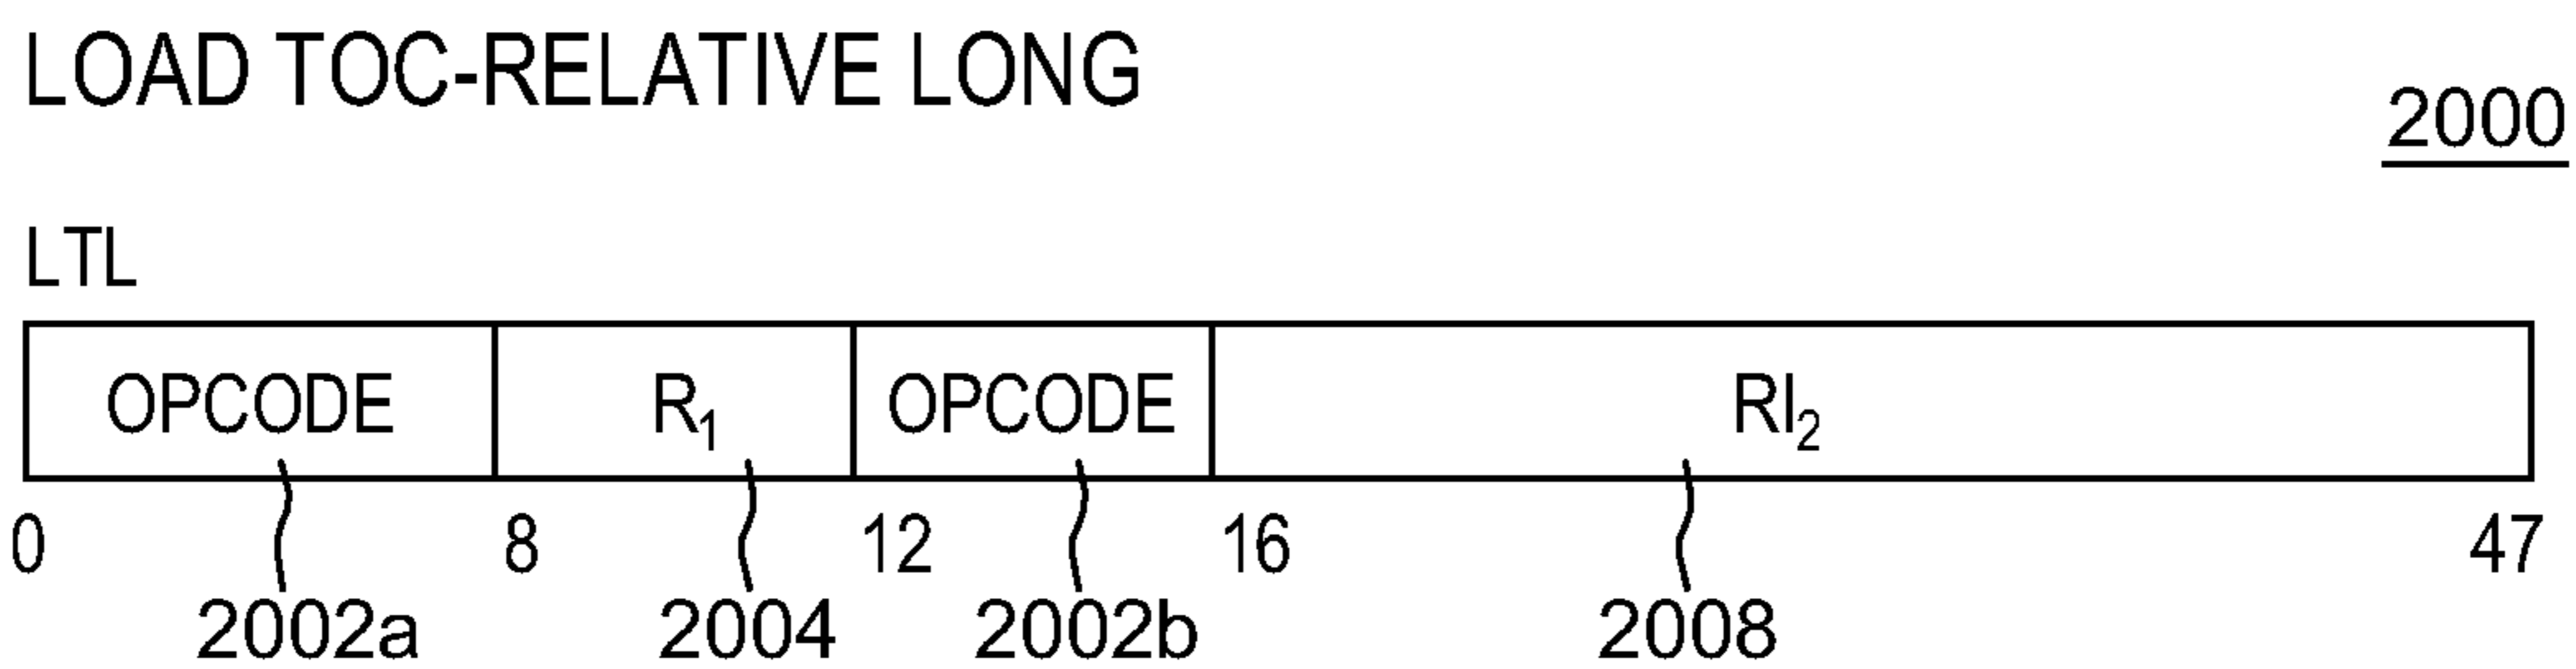 LOAD TOC-RELATIVE LONG
2000
LTL
OPCODE R₁ OPCODE RI₂
0 8 12 16 47
2002a 2004 2002b 2008